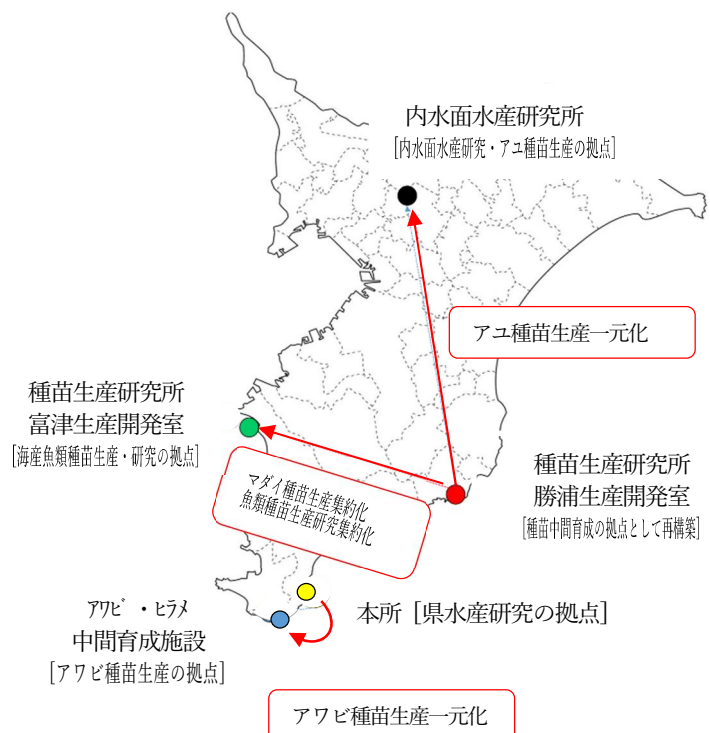 内水面水産研究所
[内水面水産研究・アユ種苗生産の拠点]
アユ種苗生産一元化
種苗生産研究所
富津生産開発室
[海産魚類種苗生産・研究の拠点]
マダイ種苗生産集約化
魚類種苗生産研究集約化
種苗生産研究所
勝浦生産開発室
[種苗中間育成の拠点として再構築]
ｱﾜﾋﾞ・ﾋﾗﾒ
中間育成施設
[アワビ種苗生産の拠点]
本所［県水産研究の拠点］
アワビ種苗生産一元化